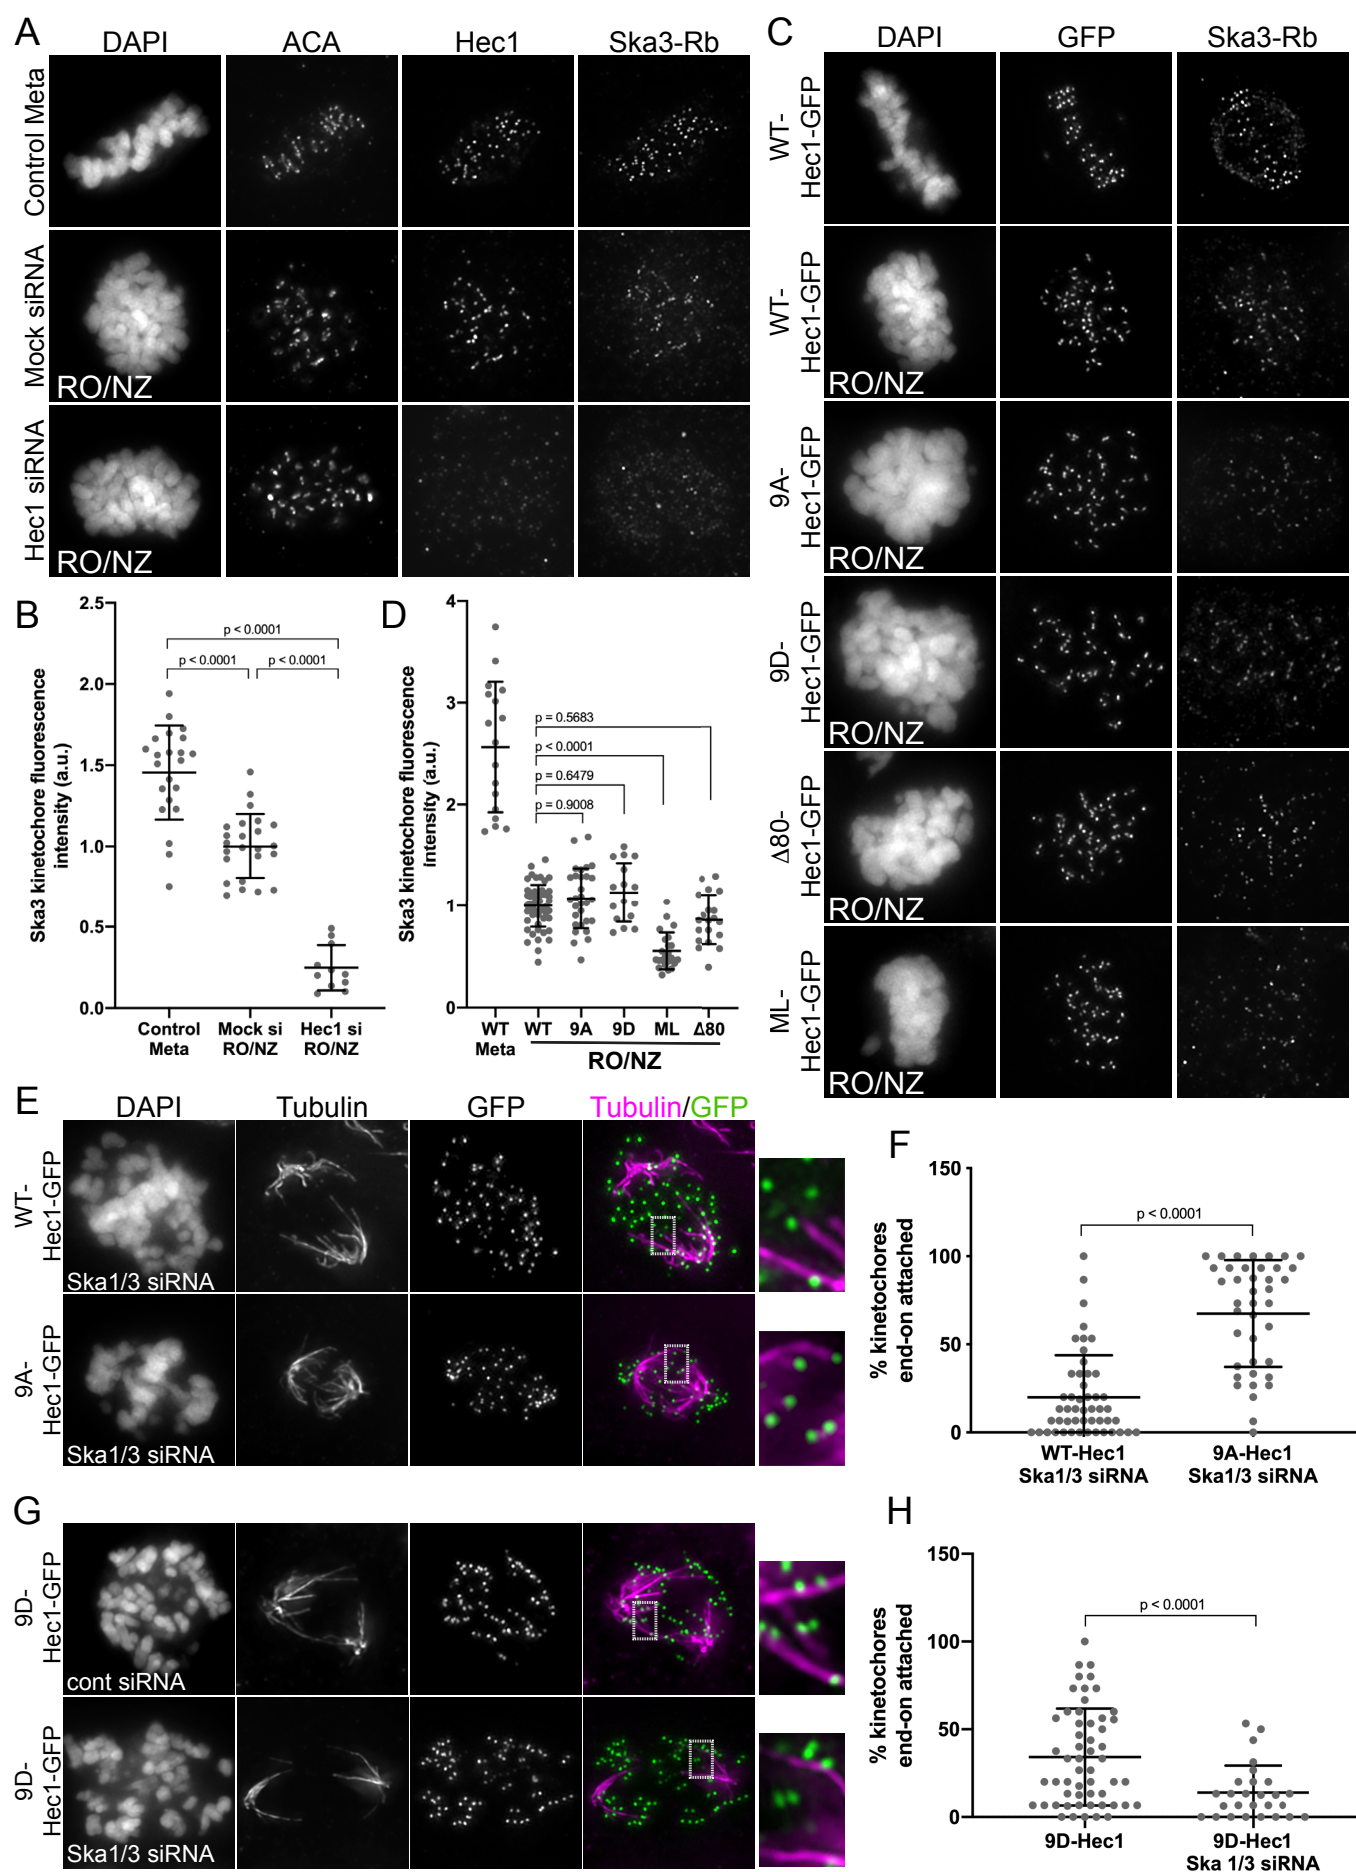 A
DAPI
ACA
Hec1
Ska3-Rb
Control Meta
Mock siRNA
RO/NZ
Hec1 siRNA
RO/NZ
B
Ska3 kinetochore fluorescence
intensity (a.u.)
2.5
2.0
1.5
1.0
0.5
0.0
p < 0.0001
p < 0.0001
p < 0.0001
Control
Meta
Mock si
RO/NZ
Hec1 si
RO/NZ
C
DAPI
GFP
Ska3-Rb
WT-
Hec1-GFP
WT-
Hec1-GFP
RO/NZ
9A-
Hec1-GFP
RO/NZ
9D-
Hec1-GFP
RO/NZ
Δ80-
Hec1-GFP
RO/NZ
ML-
Hec1-GFP
RO/NZ
D
Ska3 kinetochore fluorescence
intensity (a.u.)
4
3
2
1
0
p = 0.5683
p < 0.0001
p = 0.6479
p = 0.9008
WT
Meta
WT
9A
9D
ML
Δ80
RO/NZ
E
DAPI
Tubulin
GFP
Tubulin/GFP
WT-
Hec1-GFP
Ska1/3 siRNA
9A-
Hec1-GFP
Ska1/3 siRNA
F
% kinetochores
end-on attached
150
100
50
0
p < 0.0001
WT-Hec1
Ska1/3 siRNA
9A-Hec1
Ska1/3 siRNA
G
9D-
Hec1-GFP
cont siRNA
9D-
Hec1-GFP
Ska1/3 siRNA
H
% kinetochores
end-on attached
150
100
50
0
p < 0.0001
9D-Hec1
9D-Hec1
Ska 1/3 siRNA